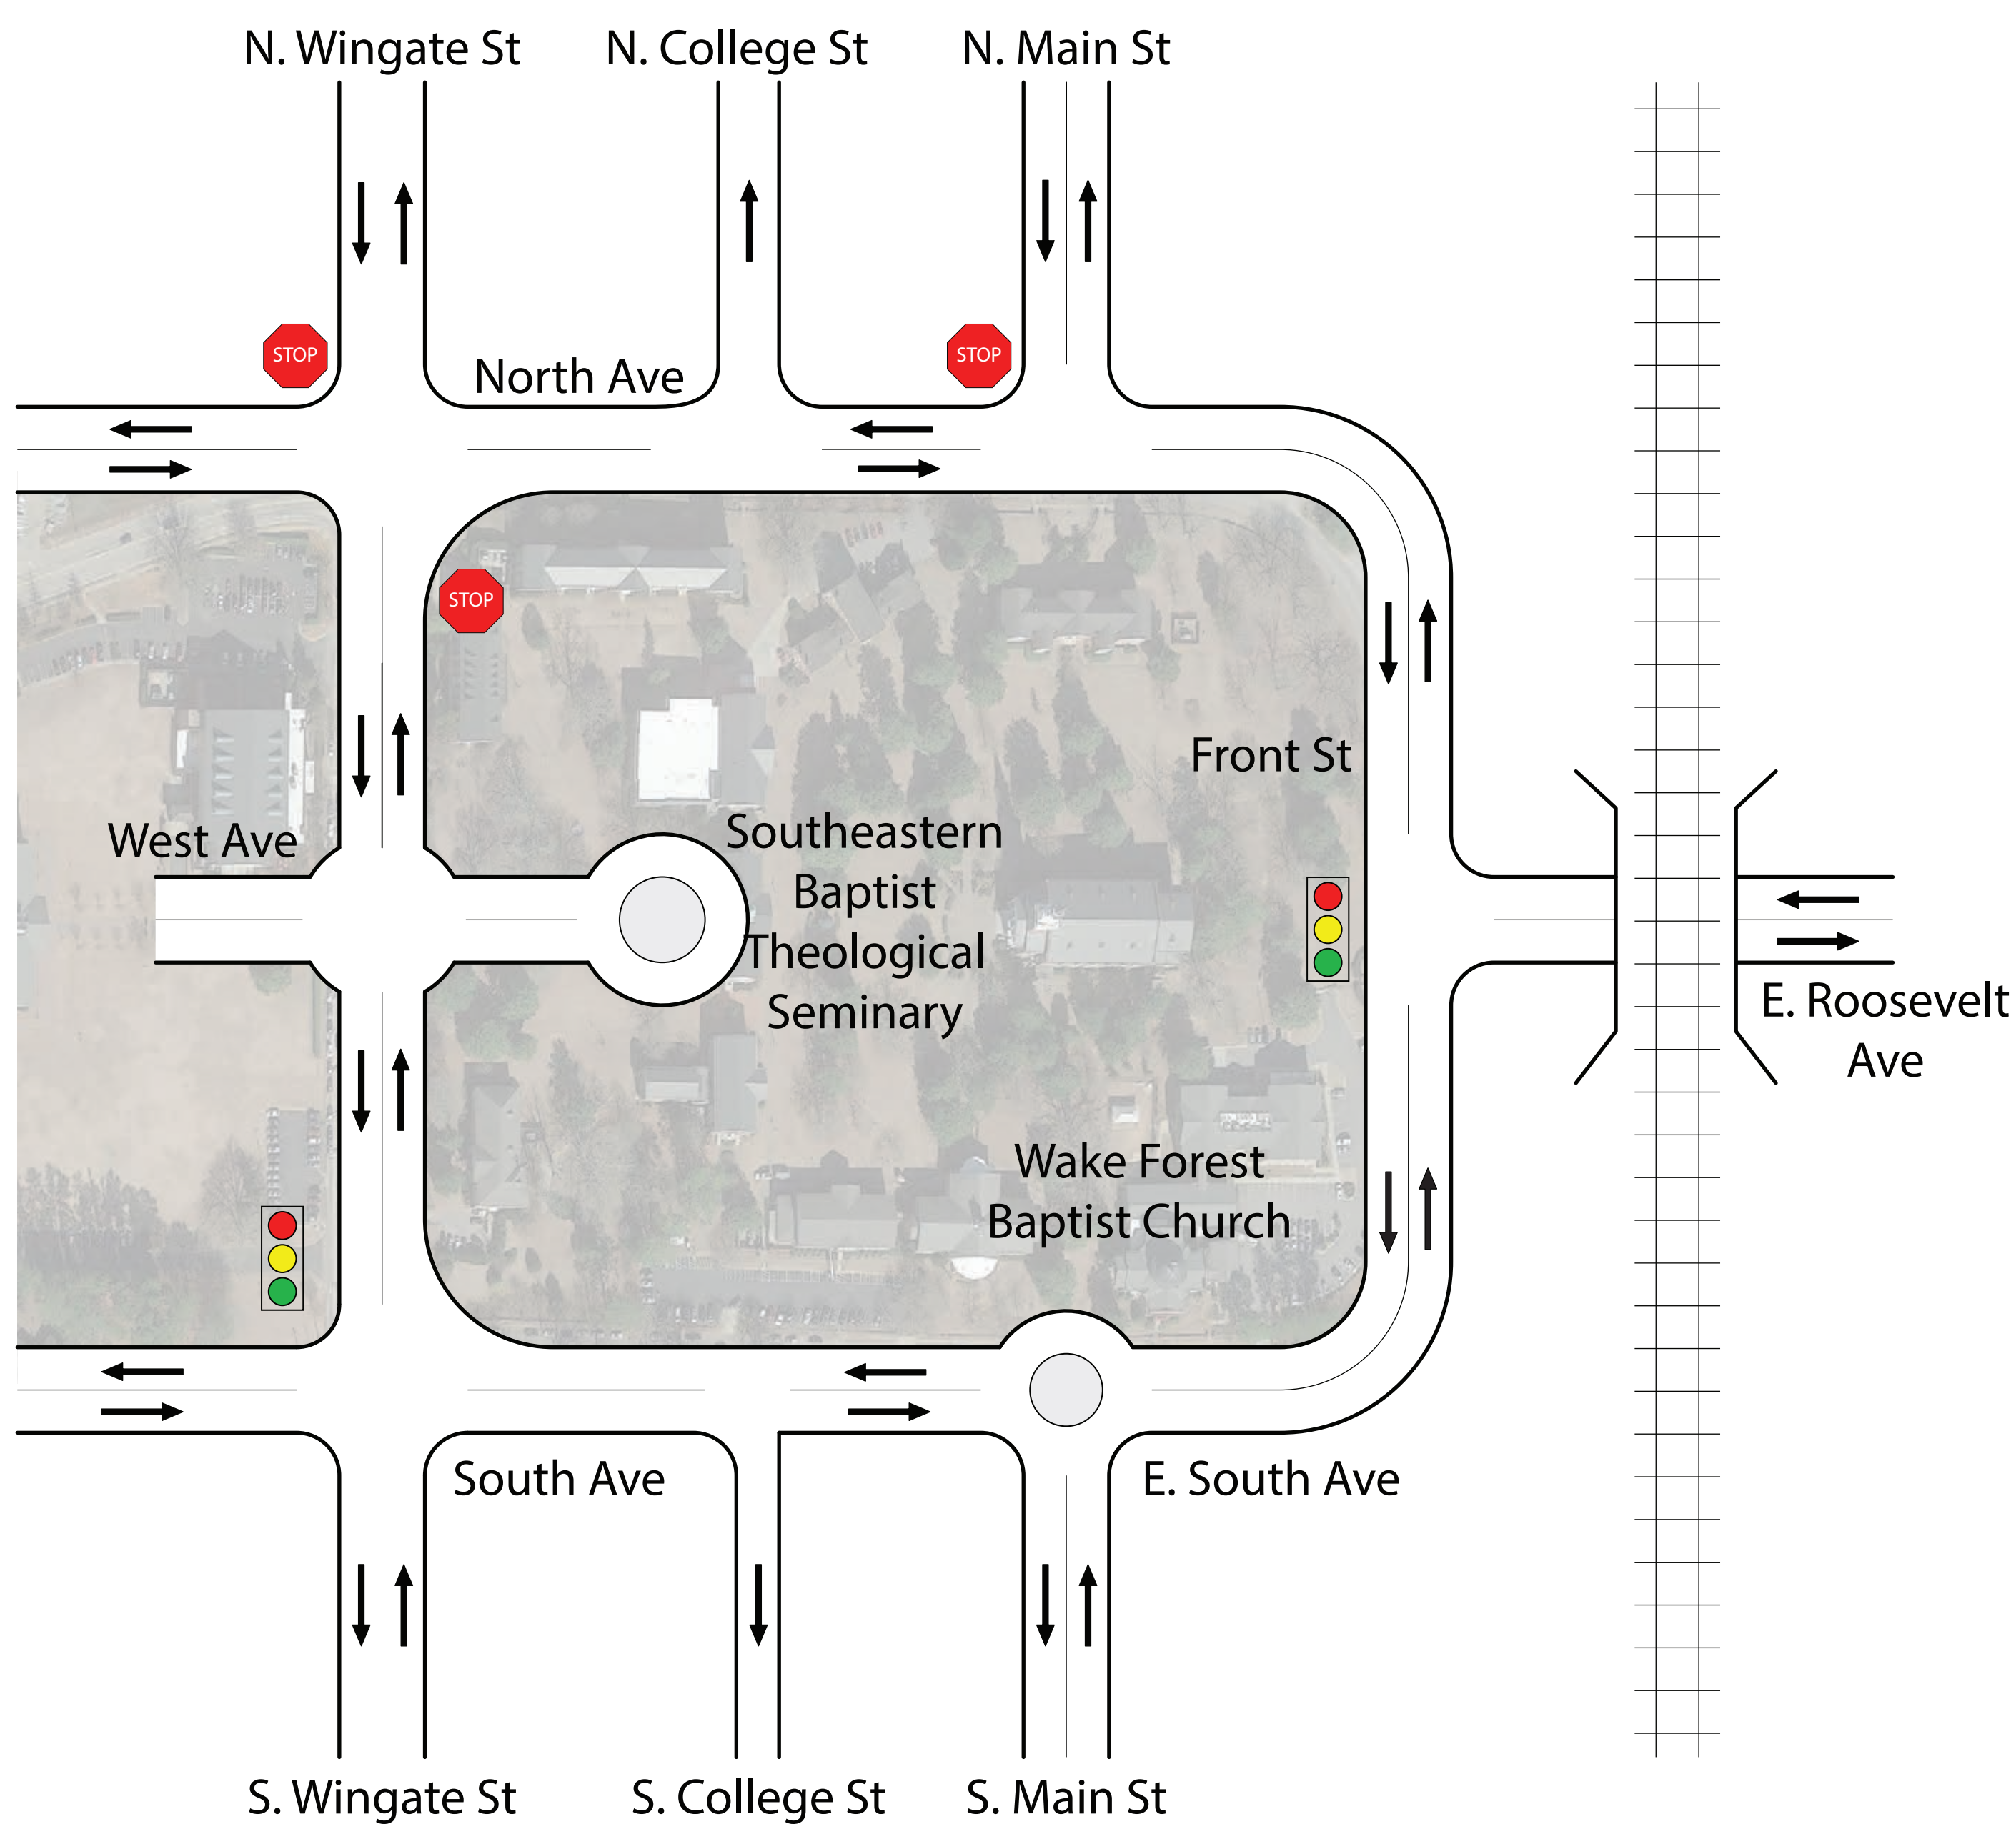 N. Wingate St
N. College St
N. Main St
STOP
STOP
North Ave
STOP
Front St
West Ave
Southeastern
Baptist
Theological
Seminary
E. Roosevelt
Ave
Wake Forest
Baptist Church
South Ave
E. South Ave
S. Wingate St
S. College St
S. Main St